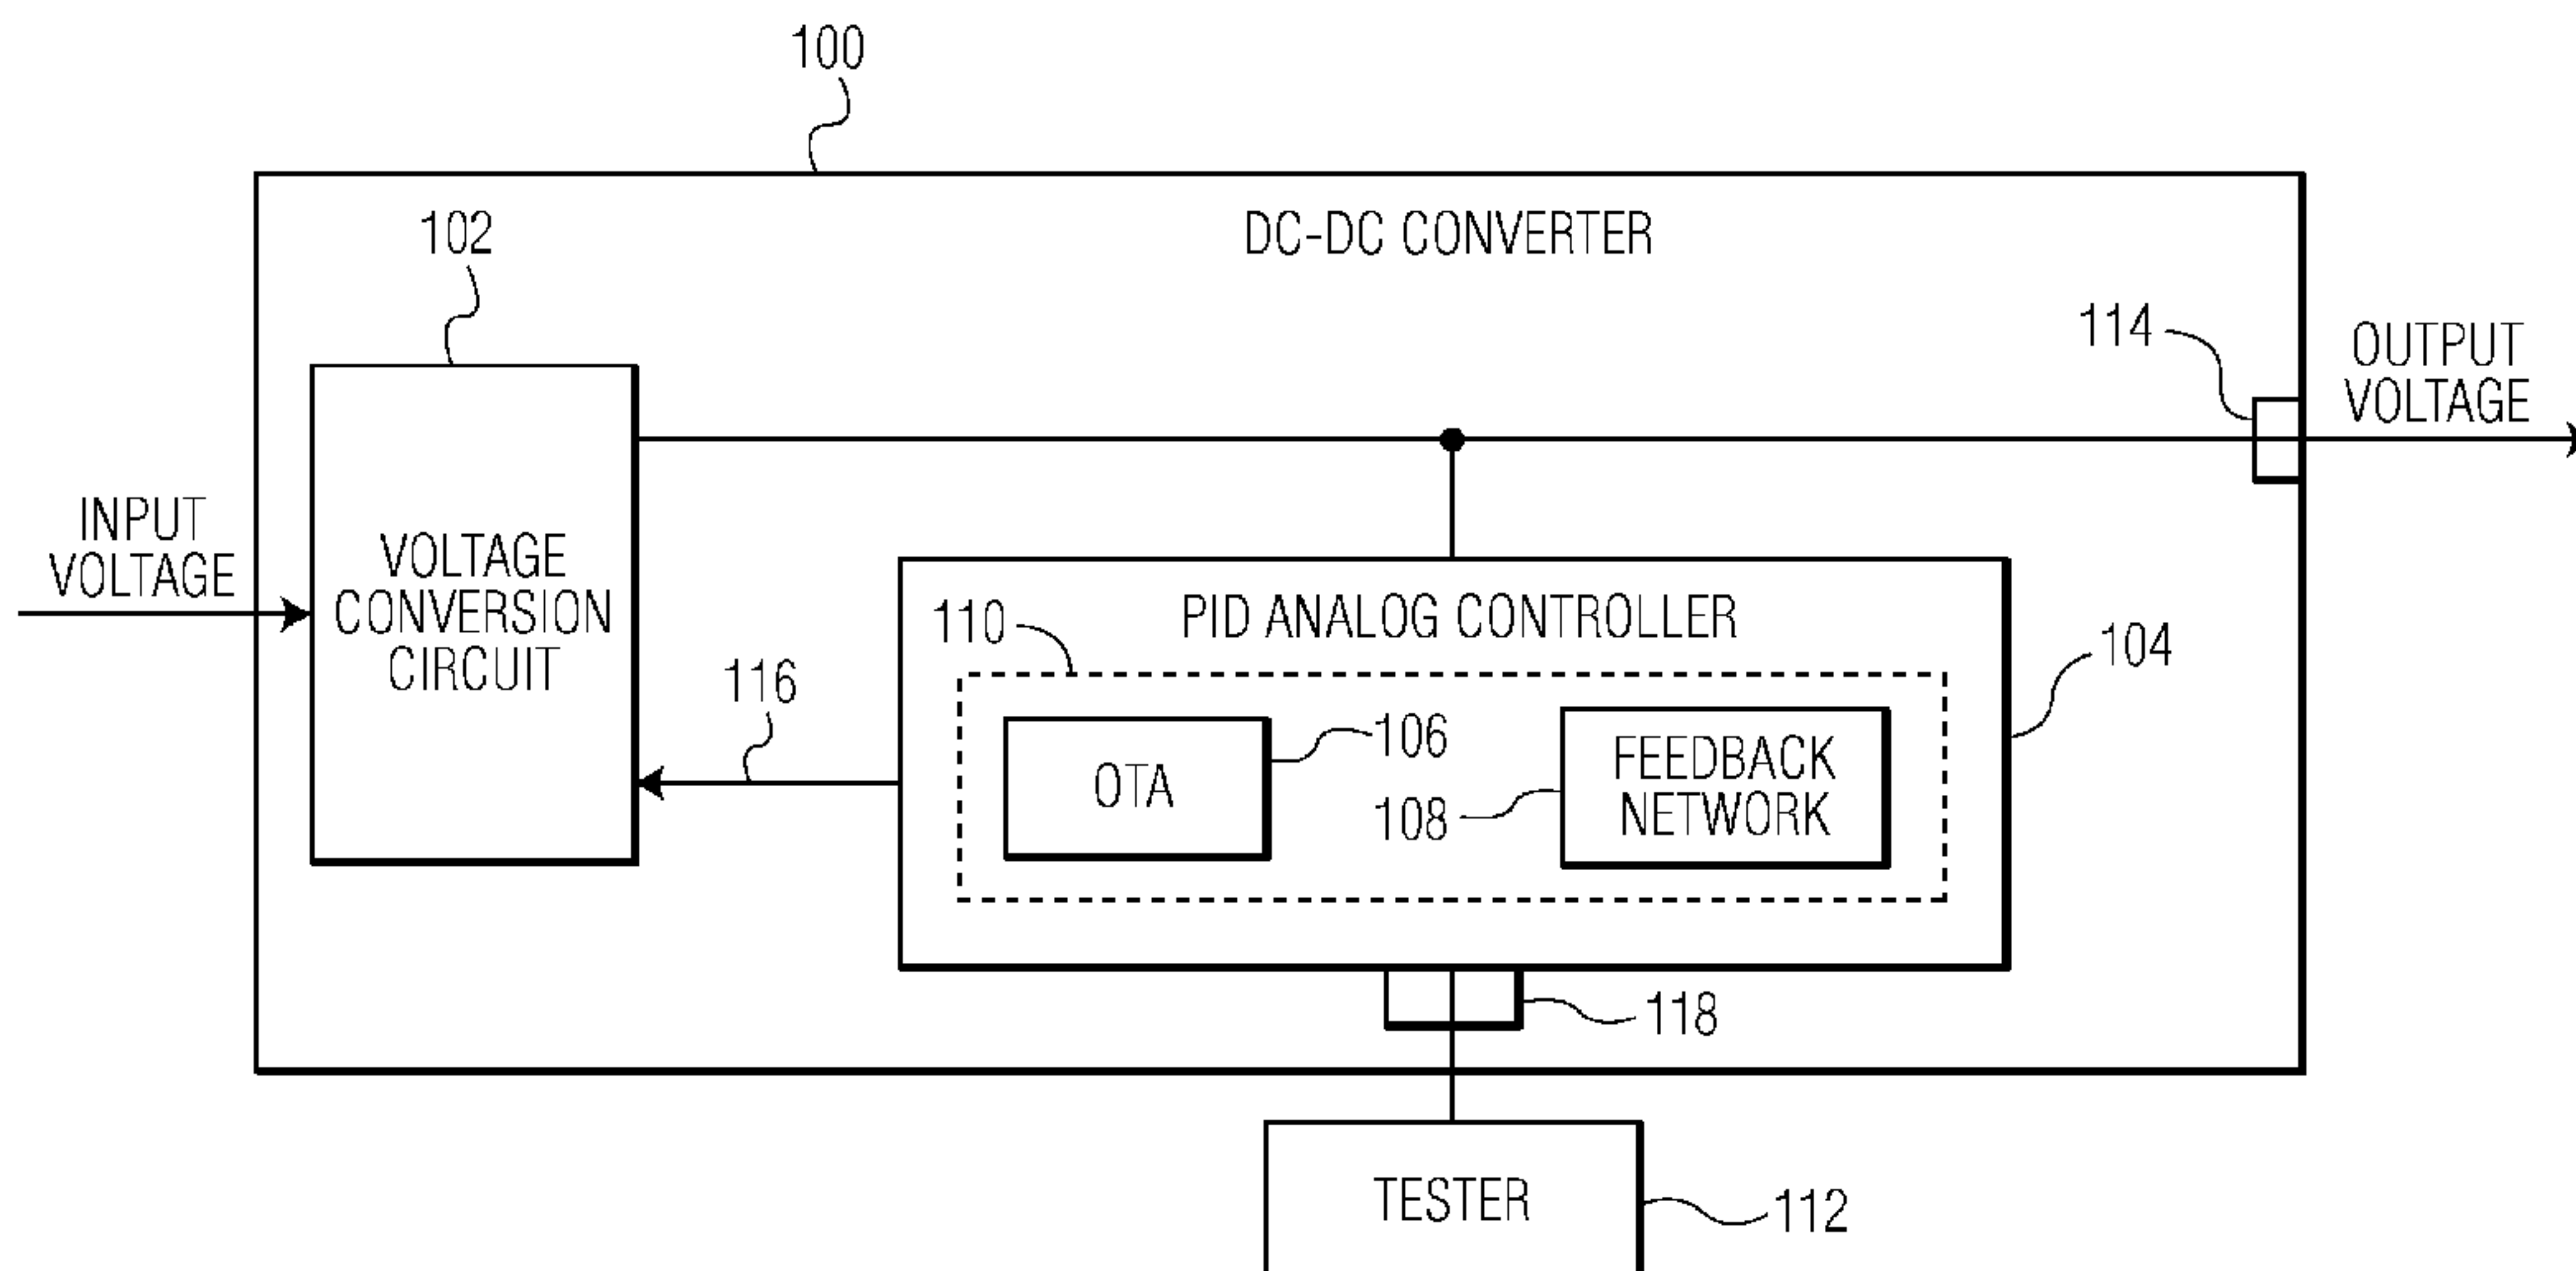 100
DC-DC CONVERTER
102
114
OUTPUT
VOLTAGE
INPUT
VOLTAGE
VOLTAGE
CONVERSION
CIRCUIT
116
110
PID ANALOG CONTROLLER
104
OTA
106
108
FEEDBACK
NETWORK
118
TESTER
112